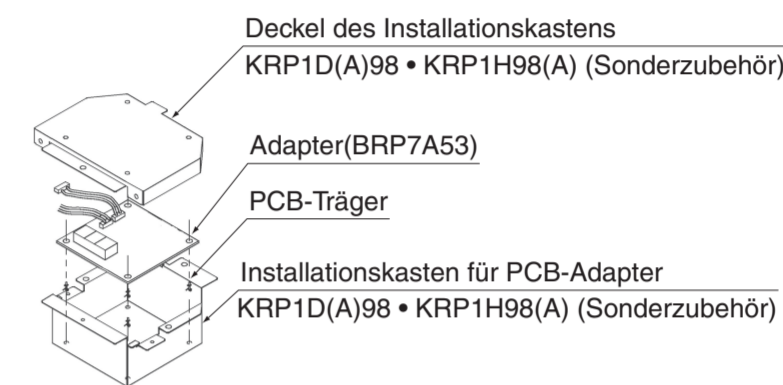 Deckel des Installationskastens
KRP1D(A)98 • KRP1H98(A) (Sonderzubehör)
Adapter(BRP7A53)
PCB-Träger
Installationskasten für PCB-Adapter
KRP1D(A)98 • KRP1H98(A) (Sonderzubehör)